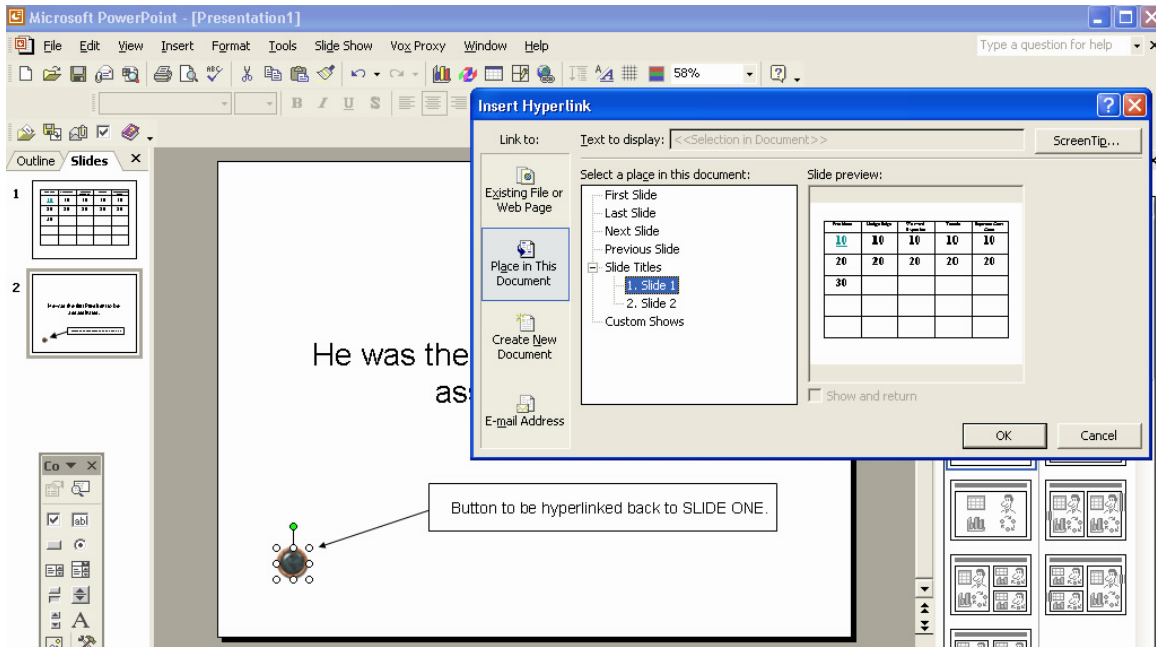 Microsoft PowerPoint - [Presentation1]
File Edit View Insert Format Tools Slide Show Vox Proxy Window Help
Type a question for help
58%
B I U S
Outline Slides
1
2
Insert Hyperlink
Link to:
Text to display: <<Selection in Document>>
ScreenTip...
Existing File or
Web Page
Place in This
Document
Create New
Document
E-mail Address
Select a place in this document:
First Slide
Last Slide
Next Slide
Previous Slide
Slide Titles
1. Slide 1
2. Slide 2
Custom Shows
Slide preview:
10 10 10 10 10
20 20 20 20 20
30
Show and return
OK
Cancel
He was the
ass
Button to be hyperlinked back to SLIDE ONE.
Co
abl
A